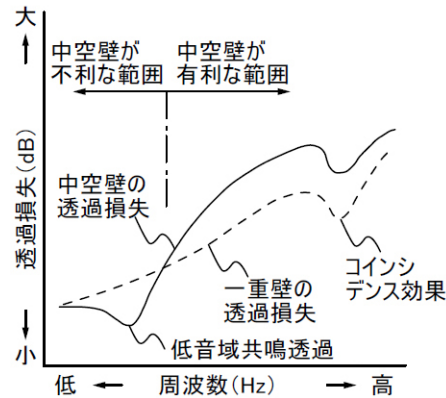 大
中空壁が
不利な範囲
中空壁が
有利な範囲
透過損失(dB)
中空壁の
透過損失
一重壁の
透過損失
コインシ
デンス効果
低音域共鳴透過
小
低
周波数(Hz)
高